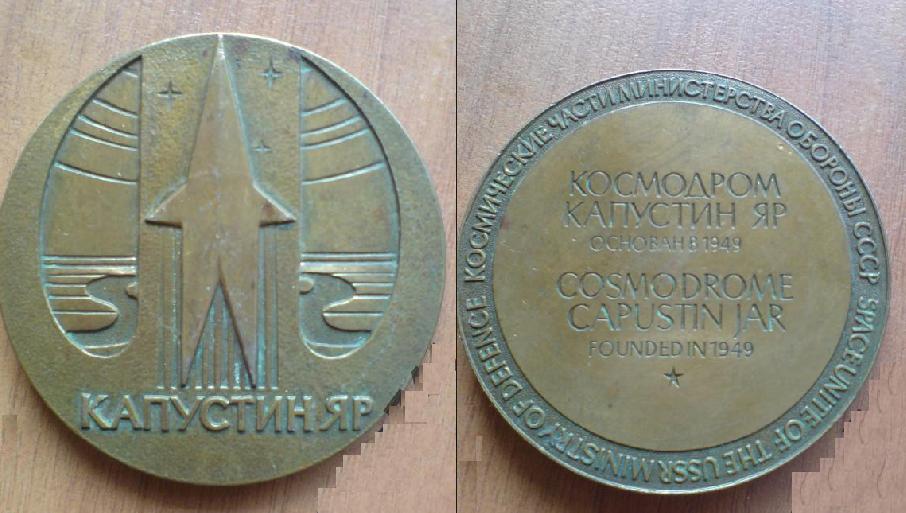 КАПУСТИН ЯР
КОСМИЧЕСКИЕ ЧАСТИ МИНИСТЕРСТВА ОБОРОНЫ СССР
SPACE UNITE OF THE USSR MINISTRY OF DEFENCE
КОСМОДРОМ
КАПУСТИН ЯР
ОСНОВАН В 1949
COSMODROME
CAPUSTIN JAR
FOUNDED IN 1949